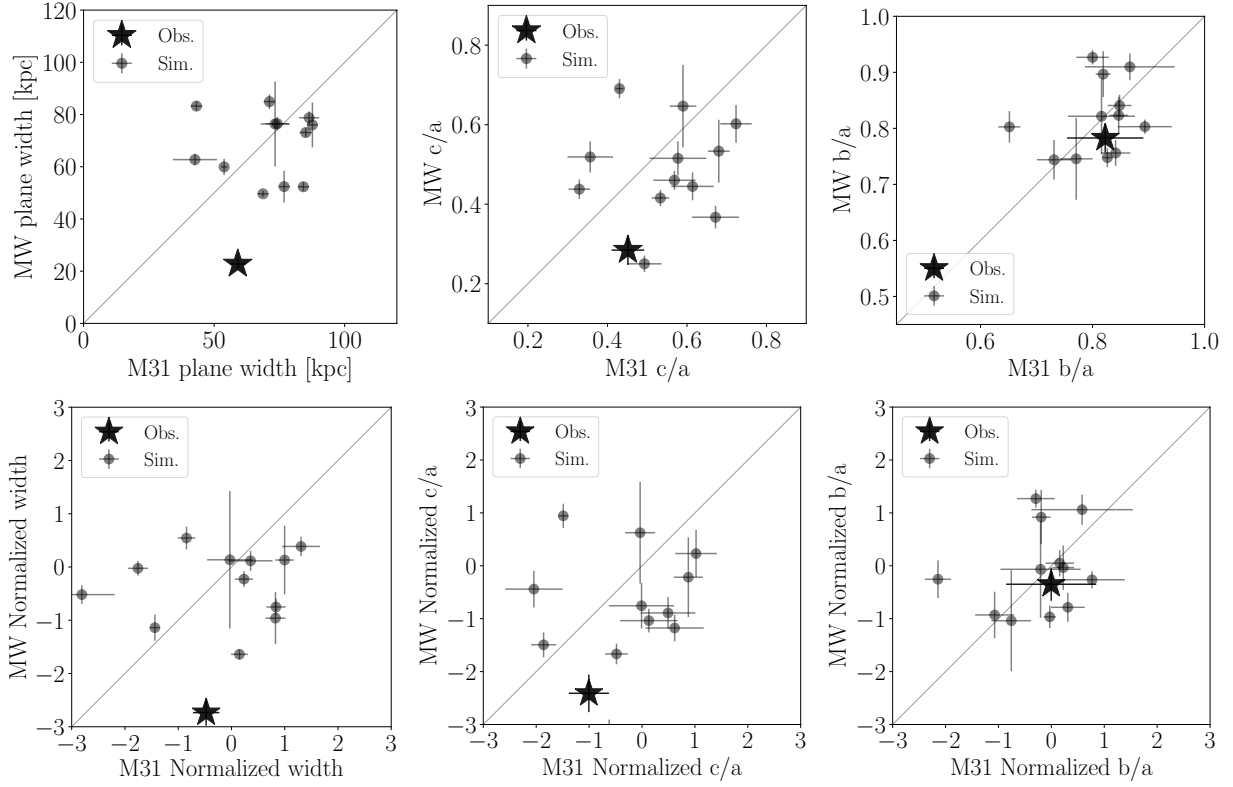 120
100
80
60
40
20
0
MW plane width [kpc]
Obs.
Sim.
0 50 100
M31 plane width [kpc]
0.8
0.6
0.4
0.2
MW c/a
Obs.
Sim.
0.2 0.4 0.6 0.8
M31 c/a
1.0
0.9
0.8
0.7
0.6
0.5
MW b/a
Obs.
Sim.
0.6 0.8 1.0
M31 b/a
3
2
1
0
−1
−2
−3
MW Normalized width
Obs.
Sim.
−3 −2 −1 0 1 2 3
M31 Normalized width
3
2
1
0
−1
−2
−3
MW Normalized c/a
Obs.
Sim.
−3 −2 −1 0 1 2 3
M31 Normalized c/a
3
2
1
0
−1
−2
−3
MW Normalized b/a
Obs.
Sim.
−3 −2 −1 0 1 2 3
M31 Normalized b/a